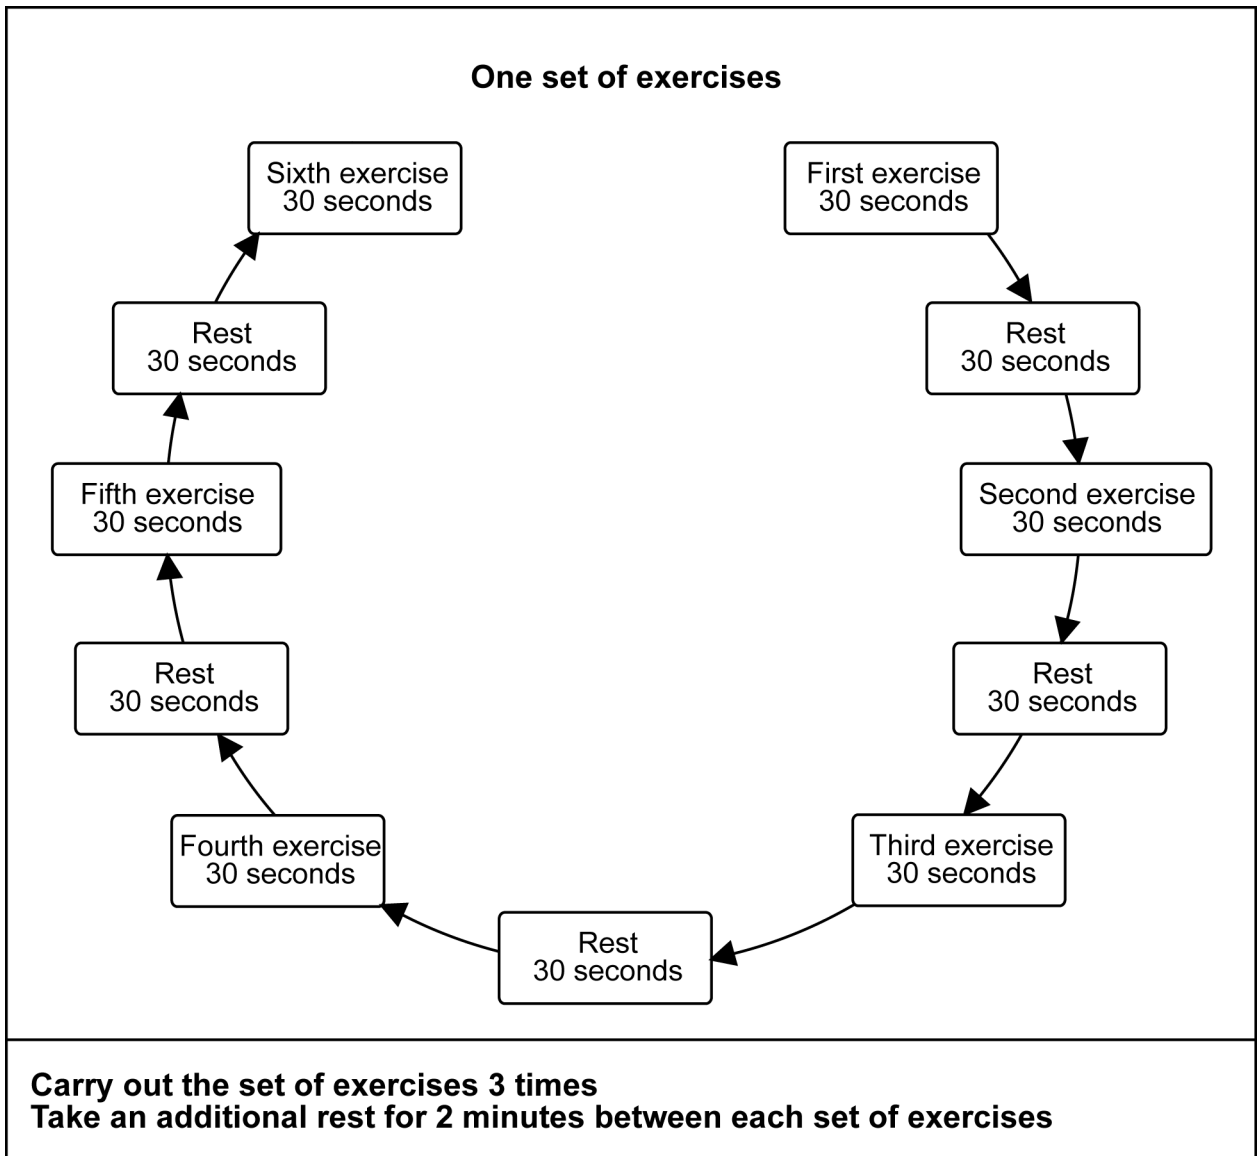 One set of exercises
First exercise
30 seconds
Rest
30 seconds
Second exercise
30 seconds
Rest
30 seconds
Third exercise
30 seconds
Rest
30 seconds
Fourth exercise
30 seconds
Rest
30 seconds
Fifth exercise
30 seconds
Rest
30 seconds
Sixth exercise
30 seconds
Carry out the set of exercises 3 times
Take an additional rest for 2 minutes between each set of exercises